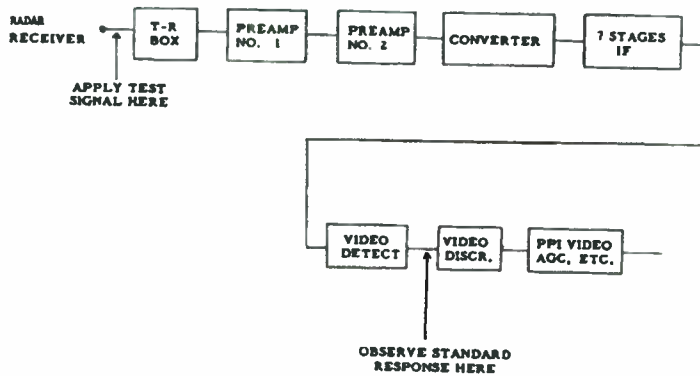 RADAR
RECEIVER
T-R
BOX
PREAMP
NO. 1
PREAMP
NO. 2
CONVERTER
7 STAGES
IF
APPLY TEST
SIGNAL HERE
VIDEO
DETECT
VIDEO
DISCR.
PPI VIDEO
AGC, ETC.
OBSERVE STANDARD
RESPONSE HERE